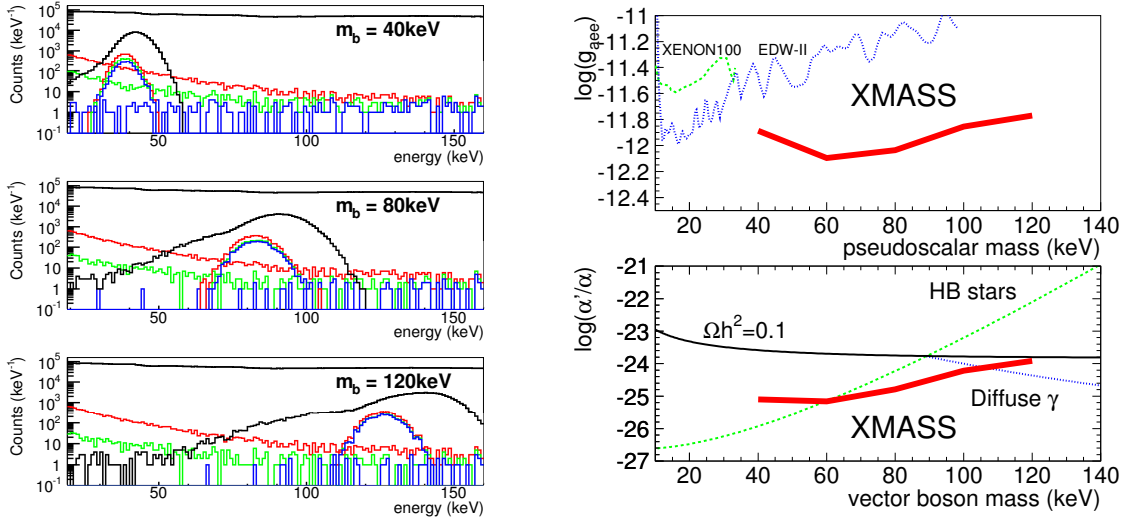 m_b = 40keV
Counts (keV⁻¹)
10⁵
10⁴
10³
10²
10
1
10⁻¹
50 100 150
energy (keV)
m_b = 80keV
Counts (keV⁻¹)
10⁵
10⁴
10³
10²
10
1
10⁻¹
50 100 150
energy (keV)
m_b = 120keV
Counts (keV⁻¹)
10⁵
10⁴
10³
10²
10
1
10⁻¹
50 100 150
energy (keV)
log(g_aee)
-11
-11.2
-11.4
-11.6
-11.8
-12
-12.2
-12.4
XENON100 EDW-II
XMASS
20 40 60 80 100 120 140
pseudoscalar mass (keV)
log(α'/α)
-21
-22
-23
-24
-25
-26
-27
HB stars
Ωh²=0.1
Diffuse γ
XMASS
20 40 60 80 100 120 140
vector boson mass (keV)